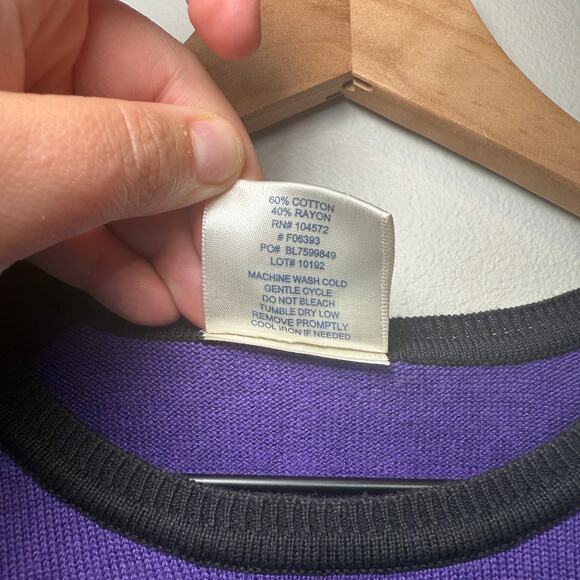 60% COTTON
40% RAYON
RN# 104572
# F06393
PO# BL7599849
LOT# 10192
MACHINE WASH COLD
GENTLE CYCLE
DO NOT BLEACH
TUMBLE DRY LOW
REMOVE PROMPTLY
COOL IRON IF NEEDED